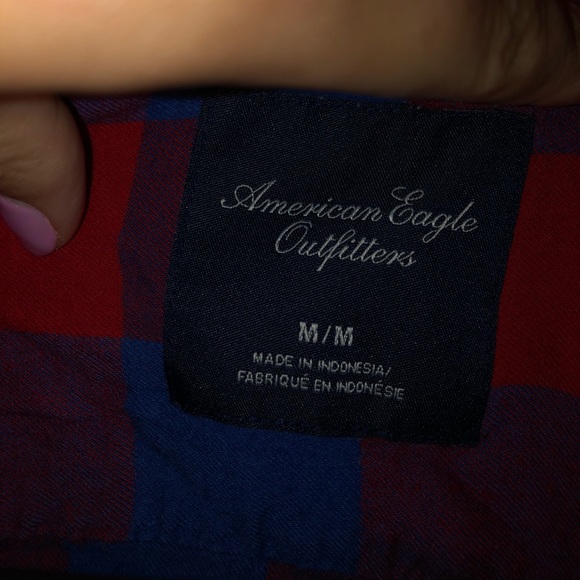 American Eagle
Outfitters
M/M
MADE IN INDONESIA/
FABRIQUÉ EN INDONÉSIE